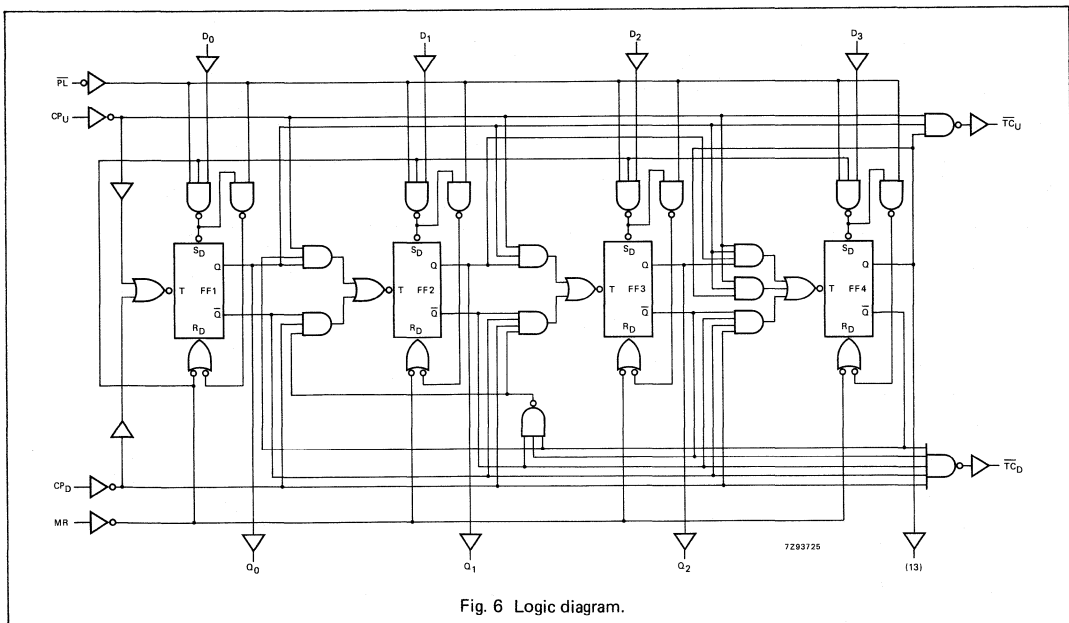 D0 D1 D2 D3
PL
CPU
TCU
SD SD SD SD
Q Q Q Q
T FF1 T FF2 T FF3 T FF4
Q Q Q Q
RD RD RD RD
CPD
TCD
MR
7Z93725
Q0 Q1 Q2 (13)
Fig. 6 Logic diagram.